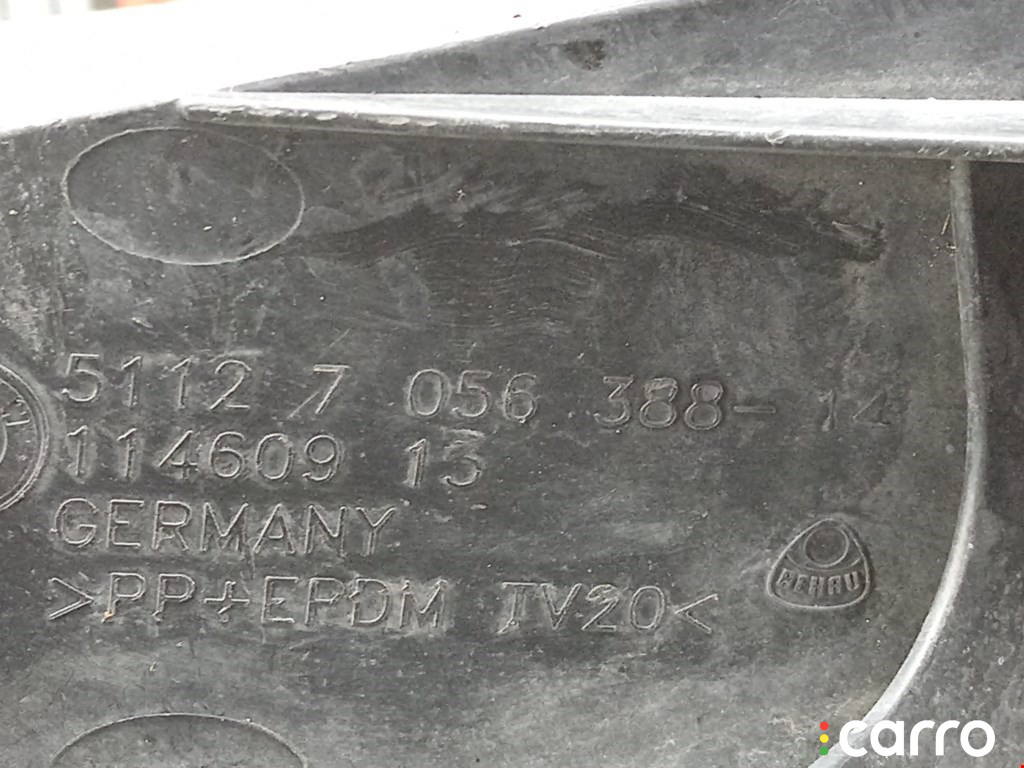 5112 7 056 388-14
114609 13
GERMANY
>PP+EPDM TV20<
REHAU
carro